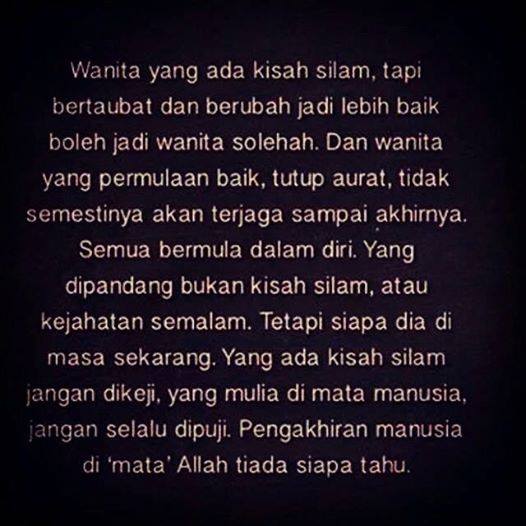 Wanita yang ada kisah silam, tapi
bertaubat dan berubah jadi lebih baik
boleh jadi wanita solehah. Dan wanita
yang permulaan baik, tutup aurat, tidak
semestinya akan terjaga sampai akhirnya.
Semua bermula dalam diri. Yang
dipandang bukan kisah silam, atau
kejahatan semalam. Tetapi siapa dia di
masa sekarang. Yang ada kisah silam
jangan dikeji, yang mulia di mata manusia,
jangan selalu dipuji. Pengakhiran manusia
di 'mata' Allah tiada siapa tahu.